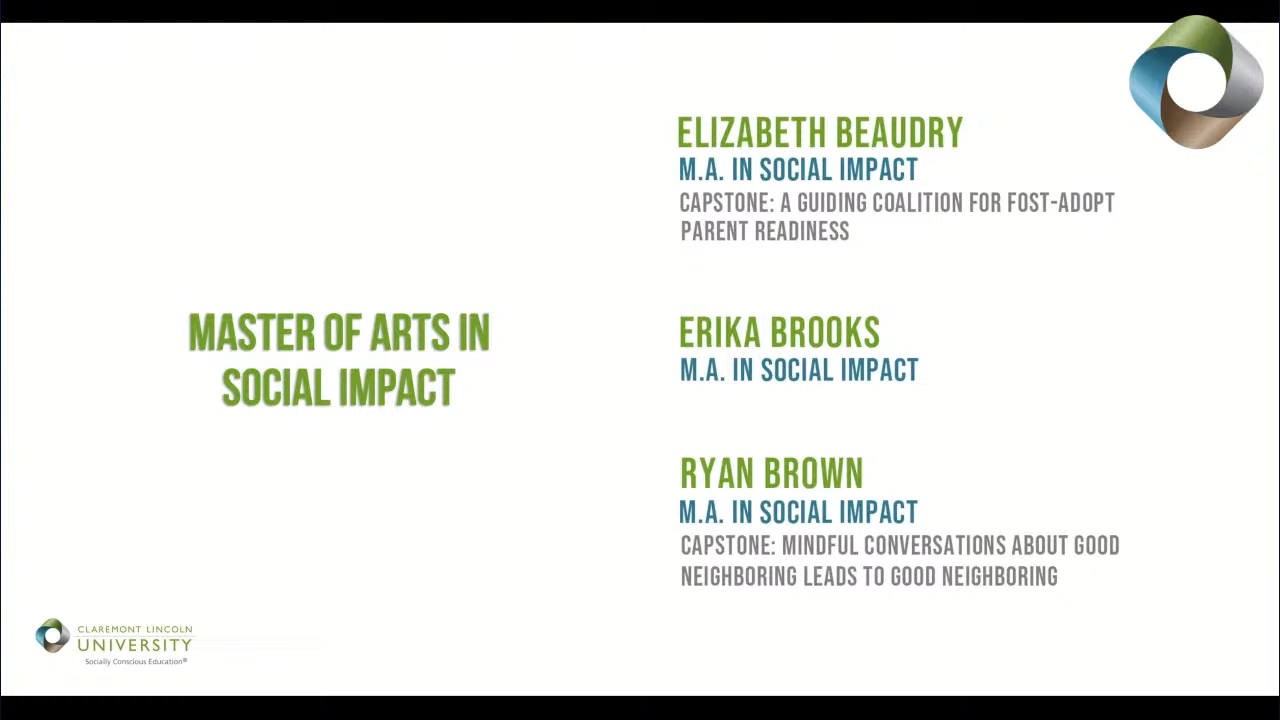 MASTER OF ARTS IN
SOCIAL IMPACT
ELIZABETH BEAUDRY
M.A. IN SOCIAL IMPACT
CAPSTONE: A GUIDING COALITION FOR FOST-ADOPT
PARENT READINESS
ERIKA BROOKS
M.A. IN SOCIAL IMPACT
RYAN BROWN
M.A. IN SOCIAL IMPACT
CAPSTONE: MINDFUL CONVERSATIONS ABOUT GOOD
NEIGHBORING LEADS TO GOOD NEIGHBORING
CLAREMONT LINCOLN
UNIVERSITY
Socially Conscious Education®